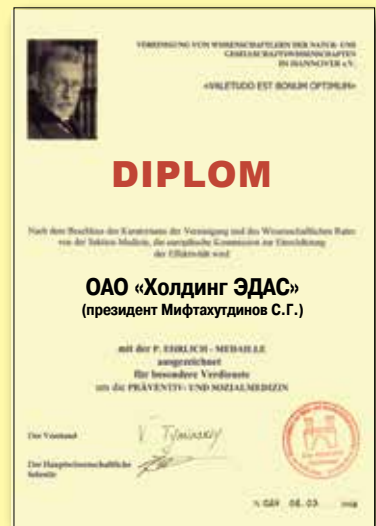 VEREINIGUNG VON WISSENSCHAFTLERN DER NATUR- UND
GESELLSCHAFTSWISSENSCHAFTEN
IN HANNOVER e.V.
«VALETUDO EST BONUM OPTIMUM»
DIPLOM
Nach dem Beschluss des Kuratoriums der Vereinigung und des Wissenschaftlichen Rates
von der Sektion Medizin, die europäische Kommission zur Einschätzung
der Effektivität wird
ОАО «Холдинг ЭДАС»
(президент Мифтахутдинов С.Г.)
mit der P. EHRLICH - MEDAILLE
ausgezeichnet
für besondere Verdienste
um die PRÄVENTIV- UND SOZIALMEDIZIN
Der Vorstand
V. Tyminskiy
Der Hauptwissenschaftliche
Sekretär